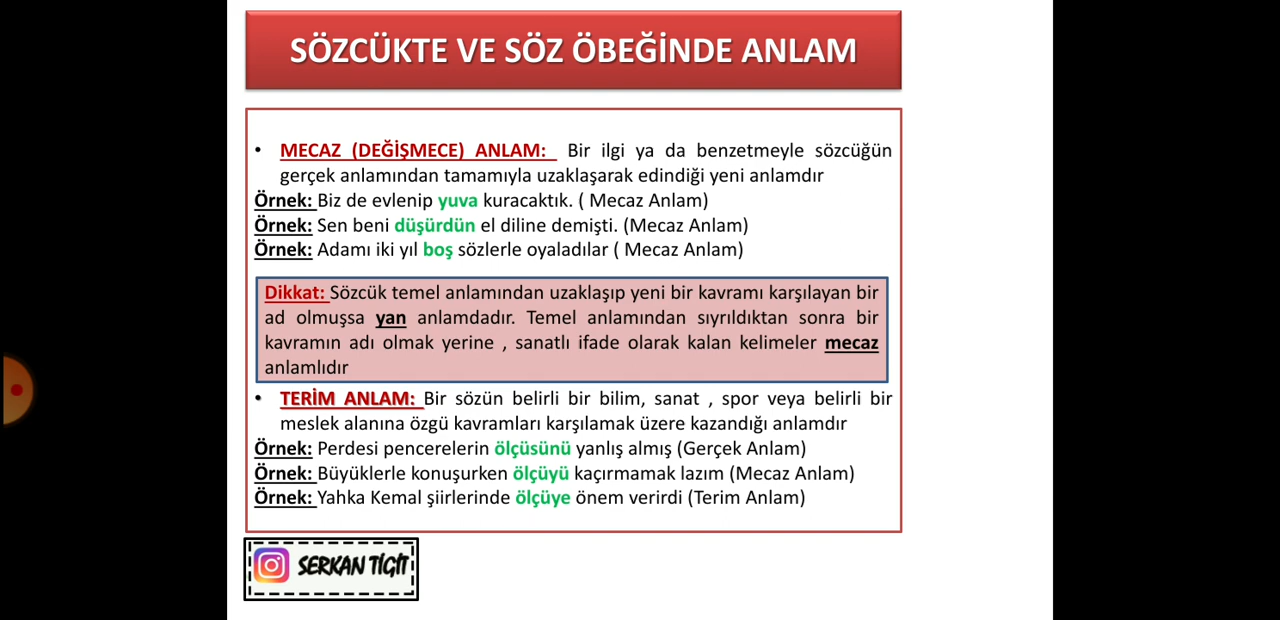 SÖZCÜKTE VE SÖZ ÖBEĞİNDE ANLAM
• MECAZ (DEĞİŞMECE) ANLAM: Bir ilgi ya da benzetmeyle sözcüğün
gerçek anlamından tamamıyla uzaklaşarak edindiği yeni anlamdır
Örnek: Biz de evlenip yuva kuracaktık. ( Mecaz Anlam)
Örnek: Sen beni düşürdün el diline demişti. (Mecaz Anlam)
Örnek: Adamı iki yıl boş sözlerle oyaladılar ( Mecaz Anlam)
Dikkat: Sözcük temel anlamından uzaklaşıp yeni bir kavramı karşılayan bir
ad olmuşsa yan anlamdadır. Temel anlamından sıyrıldıktan sonra bir
kavramın adı olmak yerine , sanatlı ifade olarak kalan kelimeler mecaz
anlamlıdır
• TERİM ANLAM: Bir sözün belirli bir bilim, sanat , spor veya belirli bir
meslek alanına özgü kavramları karşılamak üzere kazandığı anlamdır
Örnek: Perdesi pencerelerin ölçüsünü yanlış almış (Gerçek Anlam)
Örnek: Büyüklerle konuşurken ölçüyü kaçırmamak lazım (Mecaz Anlam)
Örnek: Yahka Kemal şiirlerinde ölçüye önem verirdi (Terim Anlam)
SERKAN TİGİT